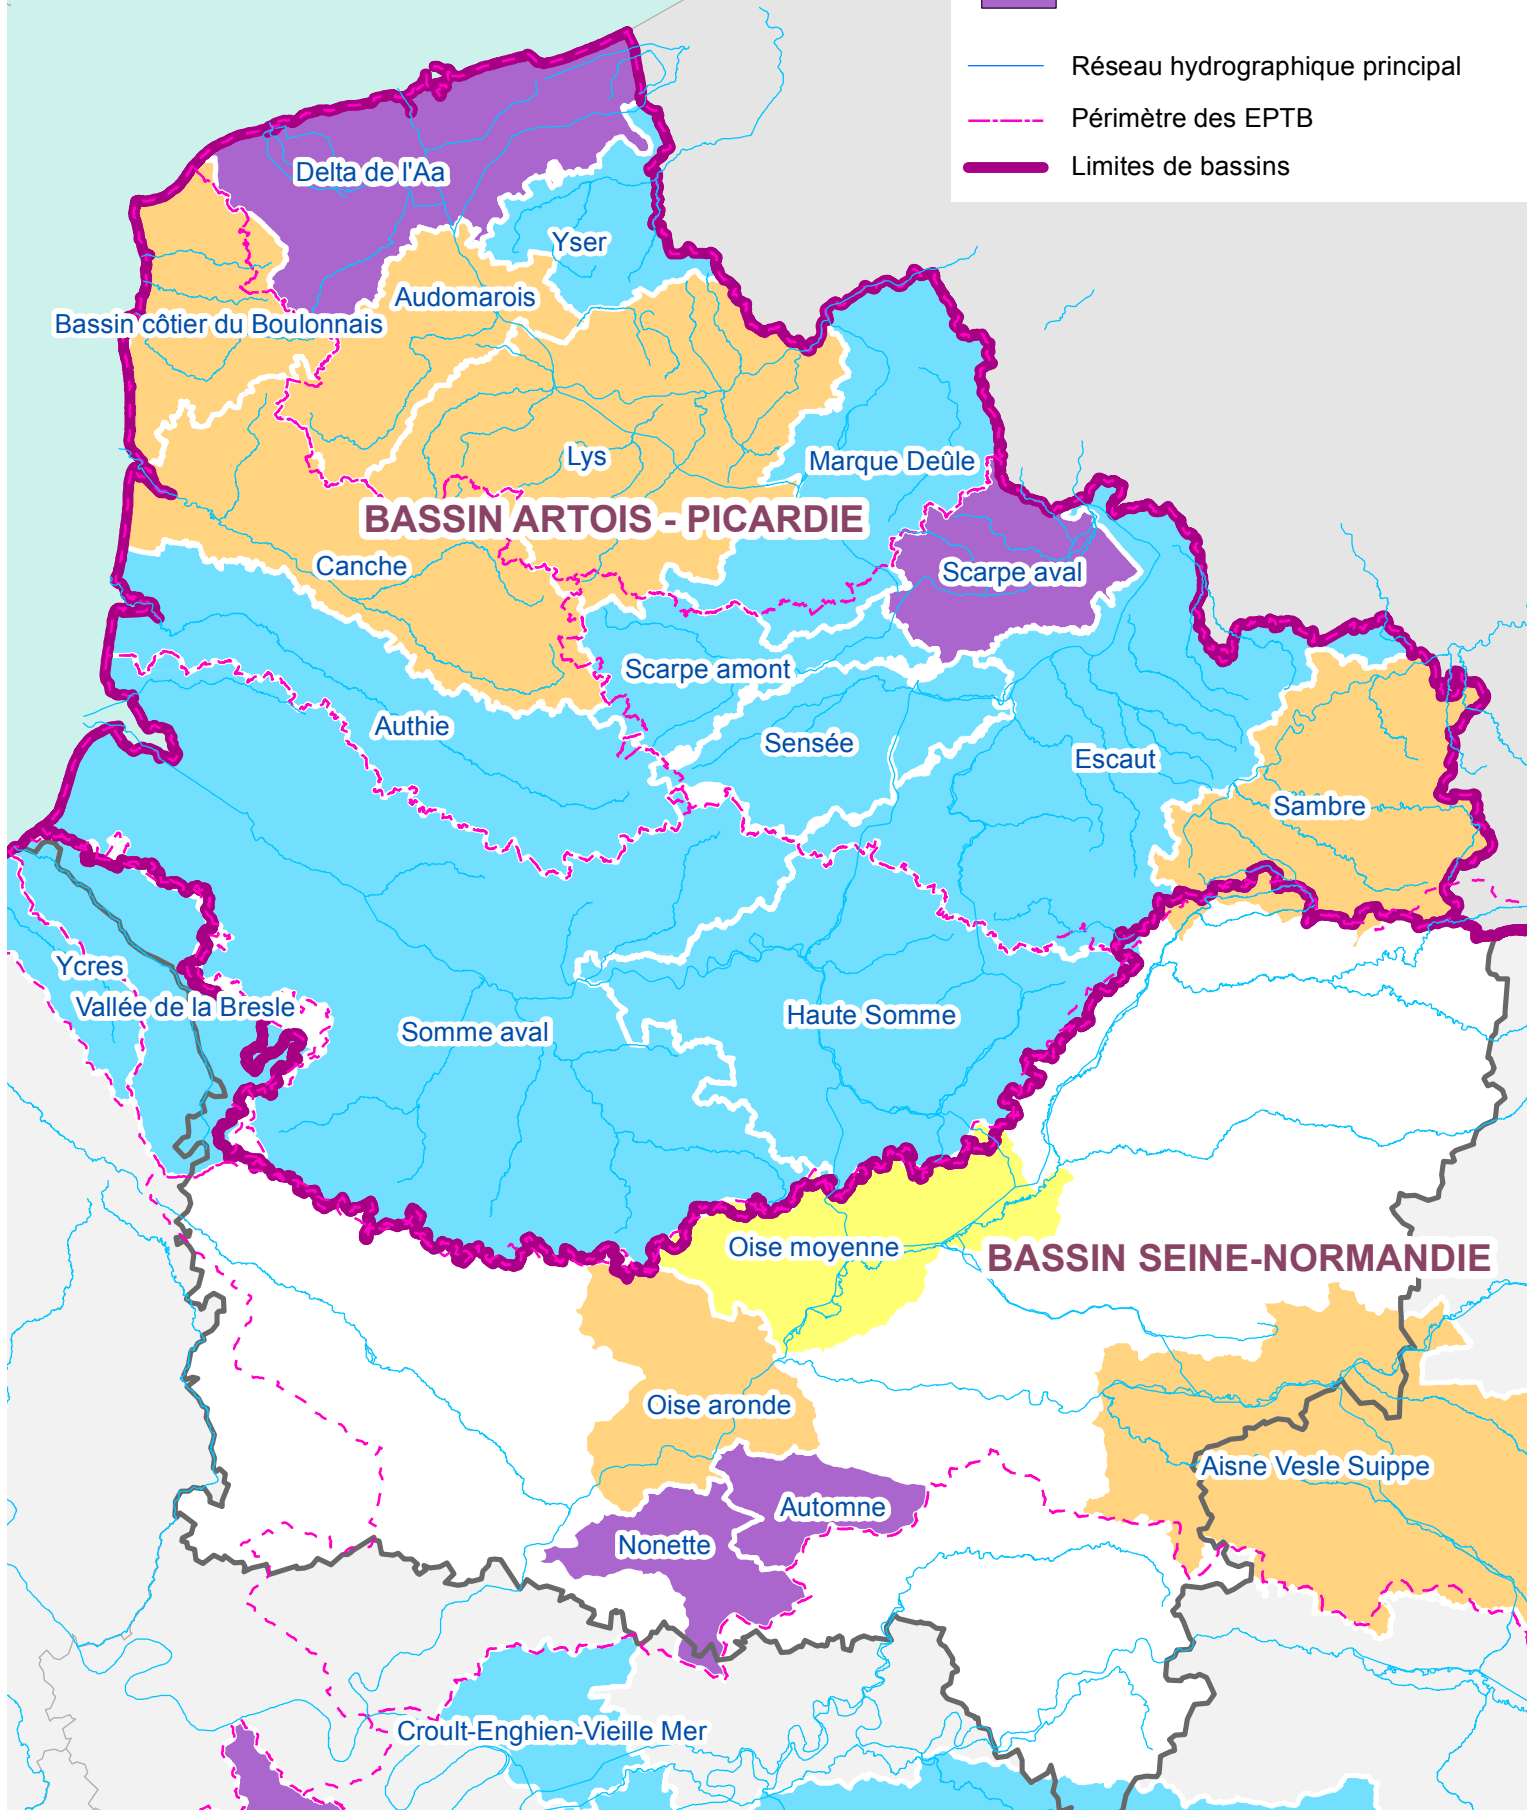 Réseau hydrographique principal
Périmètre des EPTB
Limites de bassins
Delta de l'Aa
Yser
Audomarois
Bassin côtier du Boulonnais
Lys
Marque Deûle
BASSIN ARTOIS - PICARDIE
Canche
Scarpe aval
Scarpe amont
Authie
Sensée
Escaut
Sambre
Ycres
Vallée de la Bresle
Somme aval
Haute Somme
Oise moyenne
BASSIN SEINE-NORMANDIE
Oise aronde
Aisne Vesle Suippe
Automne
Nonette
Croult-Enghien-Vieille Mer